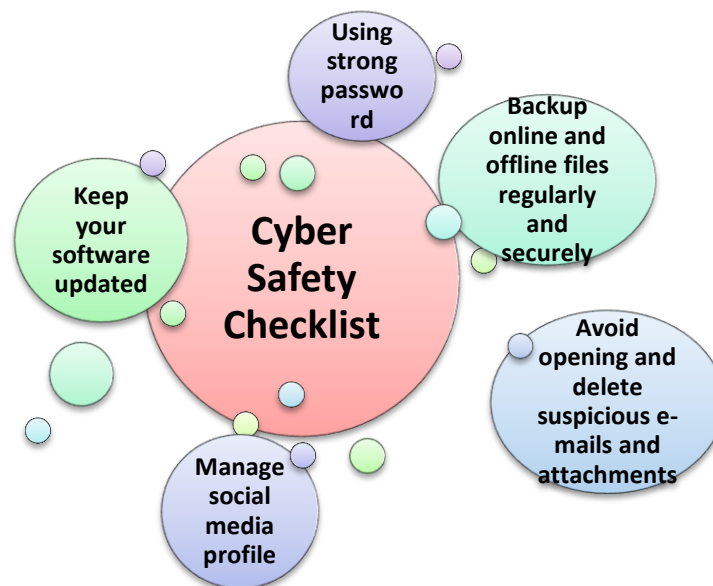 Using
strong
passwo
rd
Backup
online and
offline files
regularly
and
securely
Keep
your
software
updated
Cyber
Safety
Checklist
Avoid
opening and
delete
suspicious e-
mails and
attachments
Manage
social
media
profile